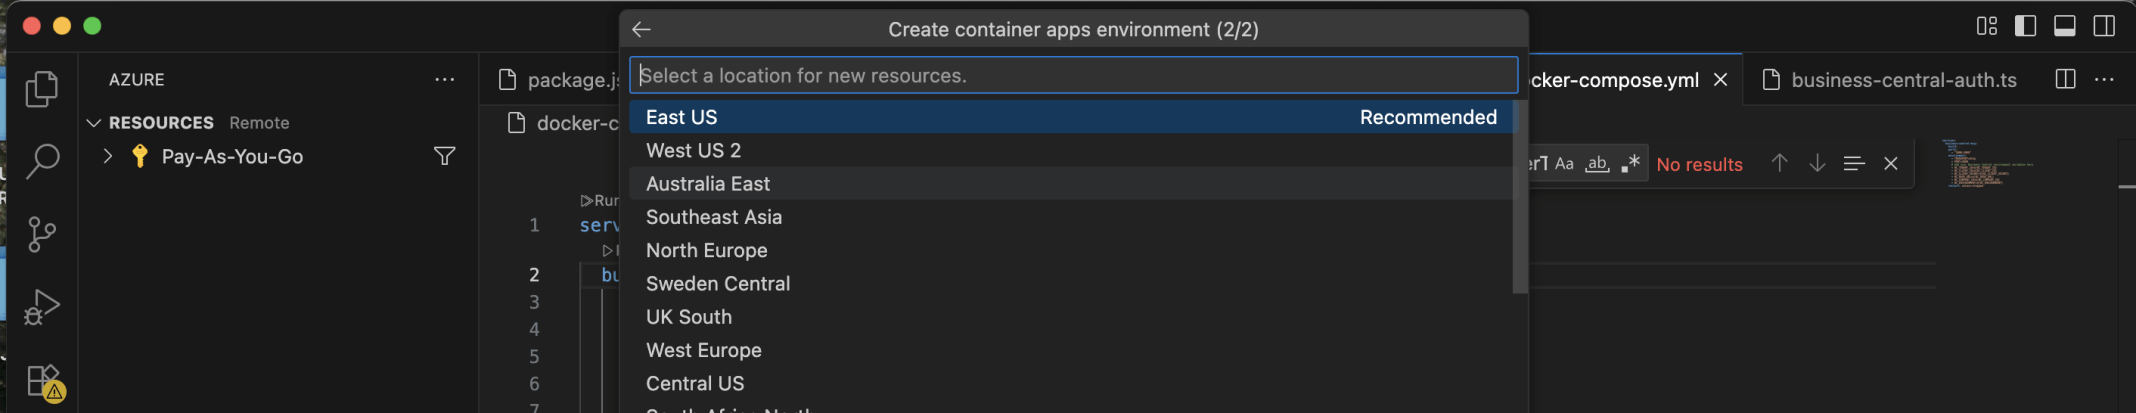 Create container apps environment (2/2)
AZURE
RESOURCES Remote
Pay-As-You-Go
package.j
docker-c
Select a location for new resources.
East US Recommended
West US 2
Australia East
Southeast Asia
North Europe
Sweden Central
UK South
West Europe
Central US
cker-compose.yml
business-central-auth.ts
Aa ab .*
No results
Run
1 serv
2 bu
3
4
5
6
7